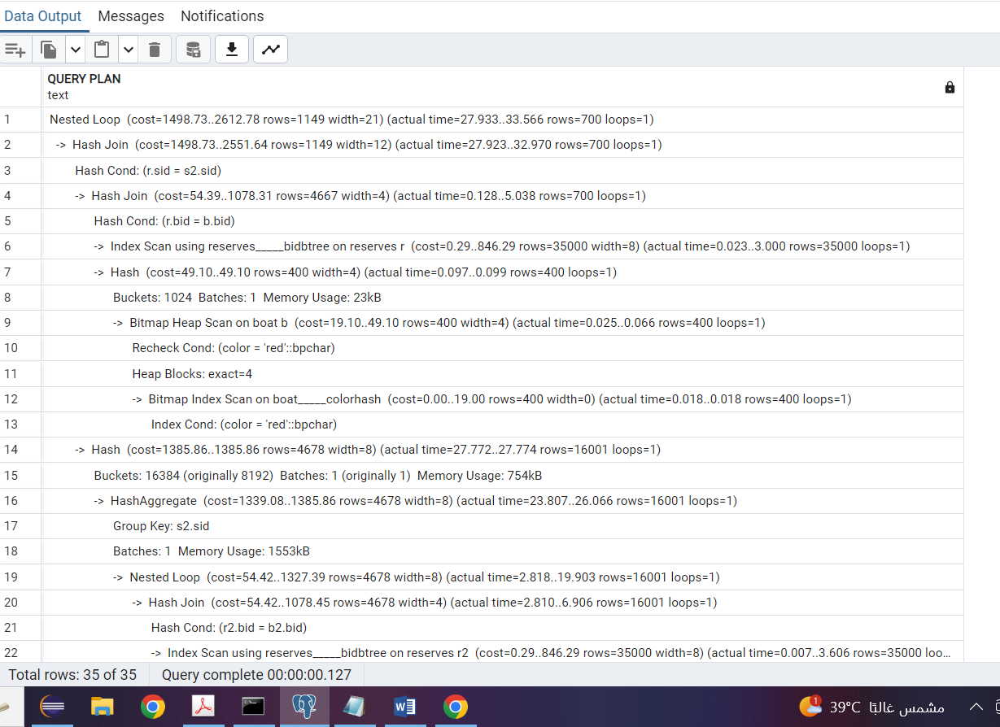 Data Output Messages Notifications
QUERY PLAN
text
1 Nested Loop (cost=1498.73..2612.78 rows=1149 width=21) (actual time=27.933..33.566 rows=700 loops=1)
2 -> Hash Join (cost=1498.73..2551.64 rows=1149 width=12) (actual time=27.923..32.970 rows=700 loops=1)
3 Hash Cond: (r.sid = s2.sid)
4 -> Hash Join (cost=54.39..1078.31 rows=4667 width=4) (actual time=0.128..5.038 rows=700 loops=1)
5 Hash Cond: (r.bid = b.bid)
6 -> Index Scan using reserves_____bidbtree on reserves r (cost=0.29..846.29 rows=35000 width=8) (actual time=0.023..3.000 rows=35000 loops=1)
7 -> Hash (cost=49.10..49.10 rows=400 width=4) (actual time=0.097..0.099 rows=400 loops=1)
8 Buckets: 1024 Batches: 1 Memory Usage: 23kB
9 -> Bitmap Heap Scan on boat b (cost=19.10..49.10 rows=400 width=4) (actual time=0.025..0.066 rows=400 loops=1)
10 Recheck Cond: (color = 'red'::bpchar)
11 Heap Blocks: exact=4
12 -> Bitmap Index Scan on boat_____colorhash (cost=0.00..19.00 rows=400 width=0) (actual time=0.018..0.018 rows=400 loops=1)
13 Index Cond: (color = 'red'::bpchar)
14 -> Hash (cost=1385.86..1385.86 rows=4678 width=8) (actual time=27.772..27.774 rows=16001 loops=1)
15 Buckets: 16384 (originally 8192) Batches: 1 (originally 1) Memory Usage: 754kB
16 -> HashAggregate (cost=1339.08..1385.86 rows=4678 width=8) (actual time=23.807..26.066 rows=16001 loops=1)
17 Group Key: s2.sid
18 Batches: 1 Memory Usage: 1553kB
19 -> Nested Loop (cost=54.42..1327.39 rows=4678 width=8) (actual time=2.818..19.903 rows=16001 loops=1)
20 -> Hash Join (cost=54.42..1078.45 rows=4678 width=4) (actual time=2.810..6.906 rows=16001 loops=1)
21 Hash Cond: (r2.bid = b2.bid)
22 -> Index Scan using reserves_____bidbtree on reserves r2 (cost=0.29..846.29 rows=35000 width=8) (actual time=0.007..3.606 rows=35000 loo...
Total rows: 35 of 35 Query complete 00:00:00.127
1 39°C مشمس غالبًا